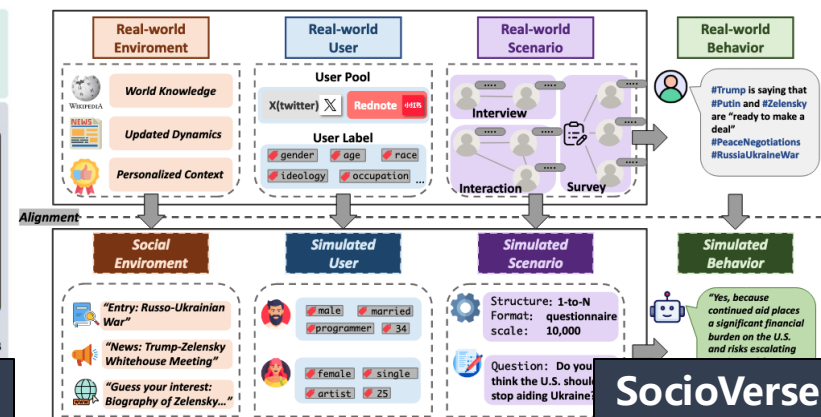 Real-world
Enviroment
Real-world
User
Real-world
Scenario
Real-world
Behavior
WIKIPEDIA
World Knowledge
NEWS
Updated Dynamics
Personalized Context
User Pool
X(twitter)
Rednote
小红书
User Label
gender
age
race
ideology
occupation
...
Interview
Interaction
Survey
#Trump is saying that
#Putin and #Zelensky
are “ready to make a
deal”
#PeaceNegotiations
#RussiaUkraineWar
Alignment
Social
Enviroment
Simulated
User
Simulated
Scenario
Simulated
Behavior
“Entry: Russo-Ukrainian
War”
“News: Trump-Zelensky
Whitehouse Meeting”
“Guess your interest:
Biography of Zelensky...”
male
married
programmer
34
female
single
artist
25
Structure: 1-to-N
Format: questionnaire
scale: 10,000
Question: Do you
think the U.S. shoul
stop aiding Ukraine?
“Yes, because
continued aid places
a significant financial
burden on the U.S.
and risks escalating
SocioVerse